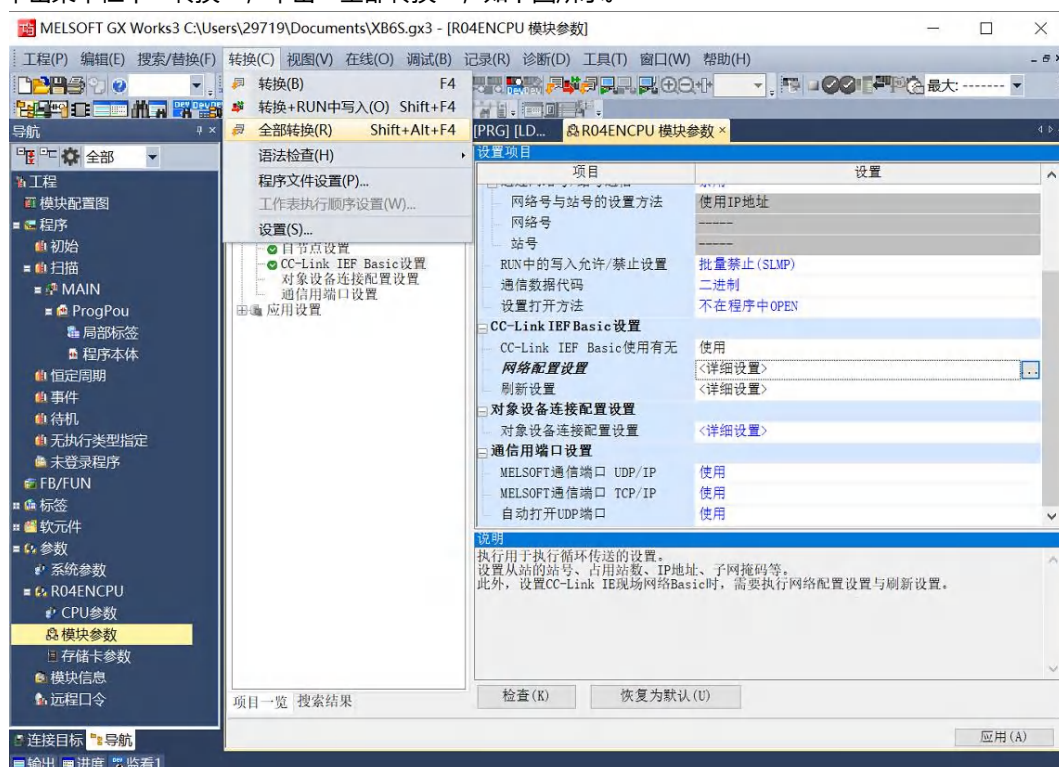 MELSOFT GX Works3 C:\Users\29719\Documents\XB6S.gx3 - [R04ENCPU 模块参数]
工程(P) 编辑(E) 搜索/替换(F) 转换(C) 视图(V) 在线(O) 调试(B) 记录(R) 诊断(D) 工具(T) 窗口(W) 帮助(H)
最大: -------
转换(B) F4
转换+RUN中写入(O) Shift+F4
全部转换(R) Shift+Alt+F4
语法检查(H)
程序文件设置(P)...
工作表执行顺序设置(W)...
设置(S)...
导航
全部
工程
模块配置图
程序
初始
扫描
MAIN
ProgPou
局部标签
程序本体
恒定周期
事件
待机
无执行类型指定
未登录程序
FB/FUN
标签
软元件
参数
系统参数
R04ENCPU
CPU参数
模块参数
存储卡参数
模块信息
远程口令
连接目标 导航
输出 进度 监看1
[PRG] [LD... R04ENCPU 模块参数
自节点设置
CC-Link IEF Basic设置
对象设备连接配置设置
通信用端口设置
应用设置
项目一览 搜索结果
设置项目
项目 设置
网络号与站号的设置方法 使用IP地址
网络号 -----
站号 -----
RUN中的写入允许/禁止设置 批量禁止(SLMP)
通信数据代码 二进制
设置打开方法 不在程序中OPEN
CC-Link IEF Basic设置
CC-Link IEF Basic使用有无 使用
网络配置设置 <详细设置>
刷新设置 <详细设置>
对象设备连接配置设置
对象设备连接配置设置 <详细设置>
通信用端口设置
MELSOFT通信端口 UDP/IP 使用
MELSOFT通信端口 TCP/IP 使用
自动打开UDP端口 使用
说明
执行用于执行循环传送的设置。
设置从站的站号、占用站数、IP地址、子网掩码等。
此外，设置CC-Link IE现场网络Basic时，需要执行网络配置设置与刷新设置。
检查(K) 恢复为默认(U)
应用(A)